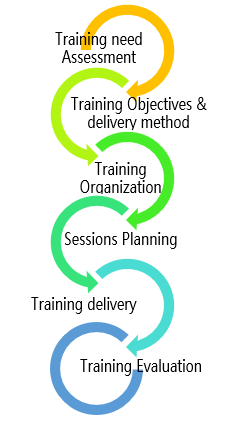 Training need
Assessment
Training Objectives &
delivery method
Training
Organization
Sessions Planning
Training delivery
Training Evaluation